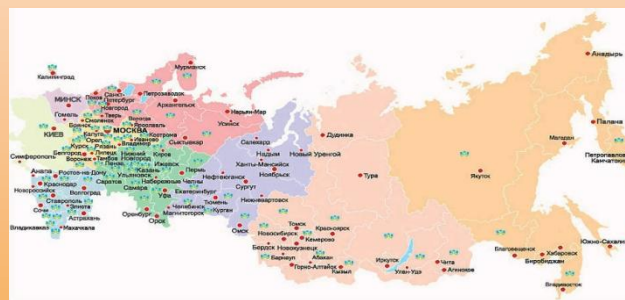 Мурманск
Калининград
Анадырь
Санкт-
Петербург
Петрозаводск
Псков
МИНСК
Новгород
Архангельск
Гомель
Тверь
Смоленск
Нарьян-Мар
Палана
Брянск
Ярославль
Усинск
Дудинка
КИЕВ
Калуга
МОСКВА
Кострома
Магадан
Петропавловск
Камчатский
Орел
Рязань
Иваново
Владимир
Сыктывкар
Салехард
Курск
Липецк
Нижний
Новгород
Киров
Надым
Новый Уренгой
Симферополь
Белгород
Тамбов
Воронеж
Пенза
Ижевск
Ханты-Мансийск
Ноябрьск
Казань
Пермь
Тура
Якутск
Анапа
Ростов-на-Дону
Ульяновск
Нефтеюганск
Краснодар
Саратов
Набережные Челны
Сургут
Новороссийск
Самара
Уфа
Екатеринбург
Волгоград
Нижневартовск
Ставрополь
Тюмень
Сочи
Элиста
Оренбург
Челябинск
Магнитогорск
Курган
Астрахань
Орск
Томск
Владикавказ
Махачкала
Омск
Новосибирск
Красноярск
Кемерово
Благовещенск
Хабаровск
Южно-Сахалинск
Бердск
Новокузнецк
Биробиджан
Барнаул
Абакан
Иркутск
Чита
Горно-Алтайск
Кызыл
Улан-Удэ
Агинское
Владивосток